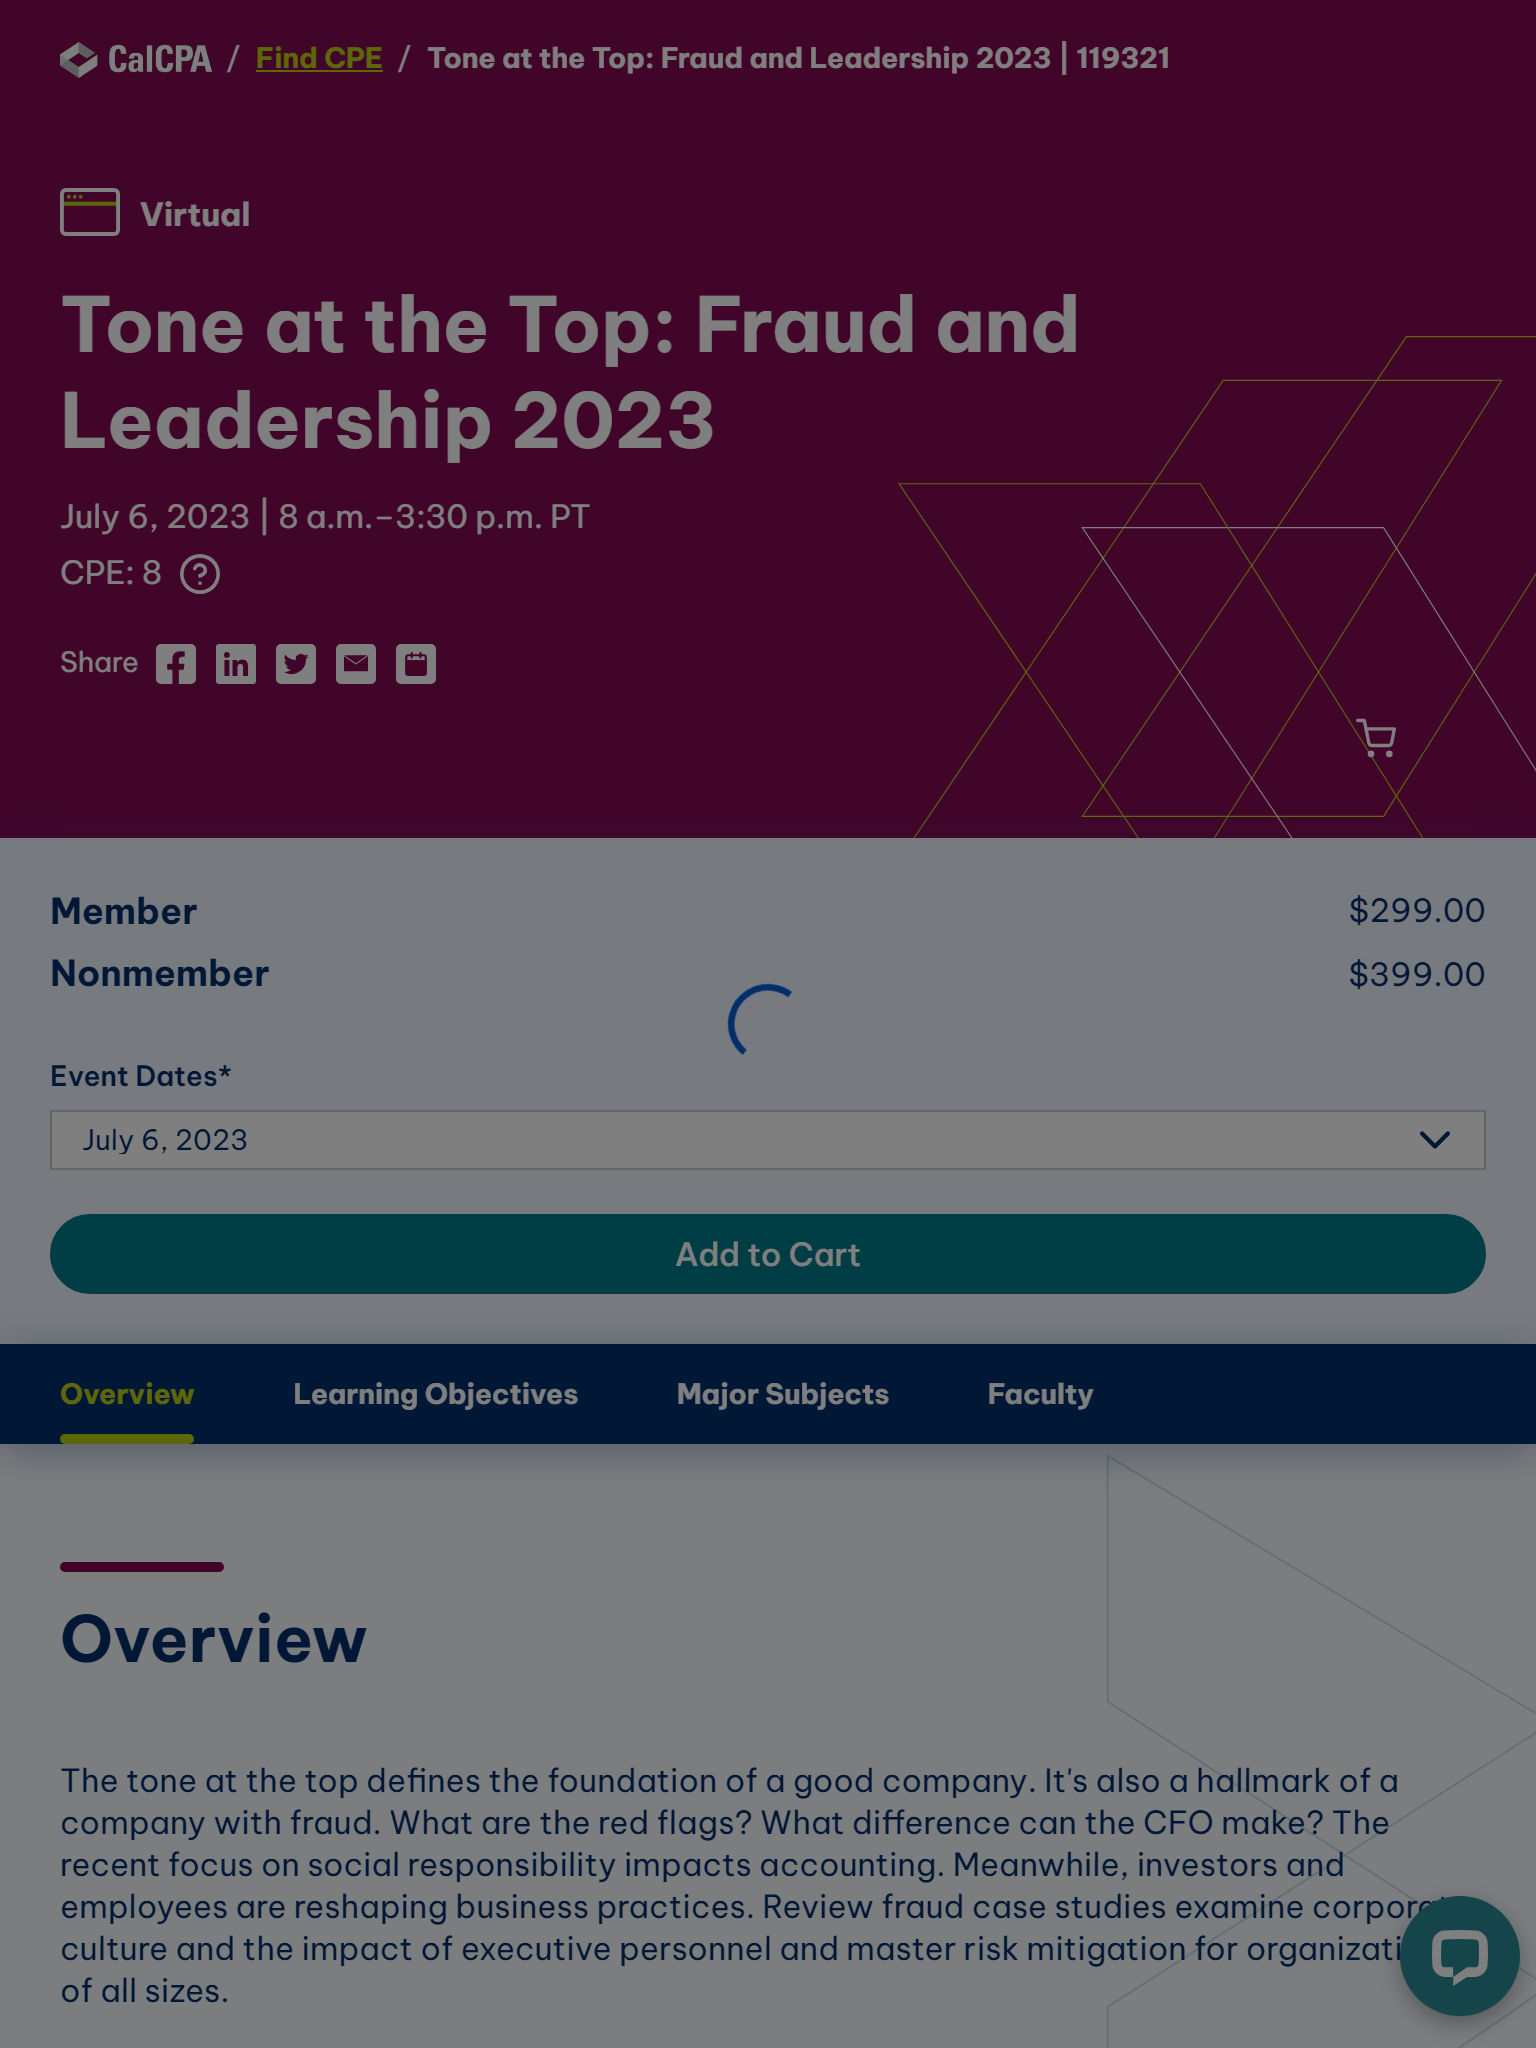 CalCPA / Find CPE / Tone at the Top: Fraud and Leadership 2023 | 119321
Virtual
Tone at the Top: Fraud and
Leadership 2023
July 6, 2023 | 8 a.m.–3:30 p.m. PT
CPE: 8 ?
Share
Member $299.00
Nonmember $399.00
Event Dates*
July 6, 2023
Add to Cart
Overview Learning Objectives Major Subjects Faculty
Overview
The tone at the top defines the foundation of a good company. It's also a hallmark of a
company with fraud. What are the red flags? What difference can the CFO make? The
recent focus on social responsibility impacts accounting. Meanwhile, investors and
employees are reshaping business practices. Review fraud case studies examine
culture and the impact of executive personnel and master risk mitigation for
of all sizes.